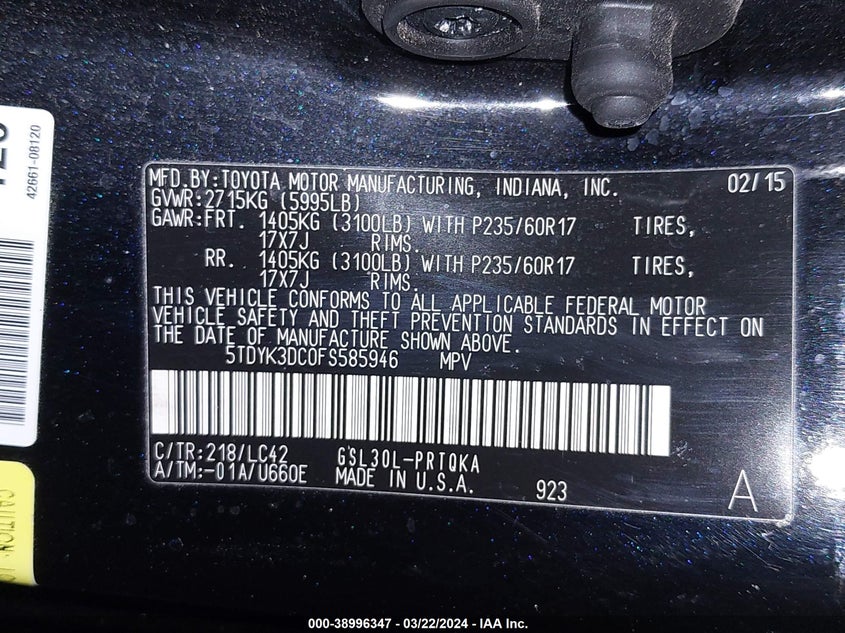 42661-08120
MFD.BY:TOYOTA MOTOR MANUFACTURING, INDIANA, INC. 02/15
GVWR:2715KG (5995LB)
GAWR:FRT. 1405KG (3100LB) WITH P235/60R17 TIRES,
17X7J RIMS.
RR. 1405KG (3100LB) WITH P235/60R17 TIRES,
17X7J RIMS.
THIS VEHICLE CONFORMS TO ALL APPLICABLE FEDERAL MOTOR
VEHICLE SAFETY AND THEFT PREVENTION STANDARDS IN EFFECT ON
THE DATE OF MANUFACTURE SHOWN ABOVE.
5TDYK3DC0FS585946 MPV
C/TR:218/LC42 GSL30L-PRTQKA
A/TM:-01A/U660E MADE IN U.S.A. 923 A
CAUTION:
000-38996347 - 03/22/2024 - IAA Inc.